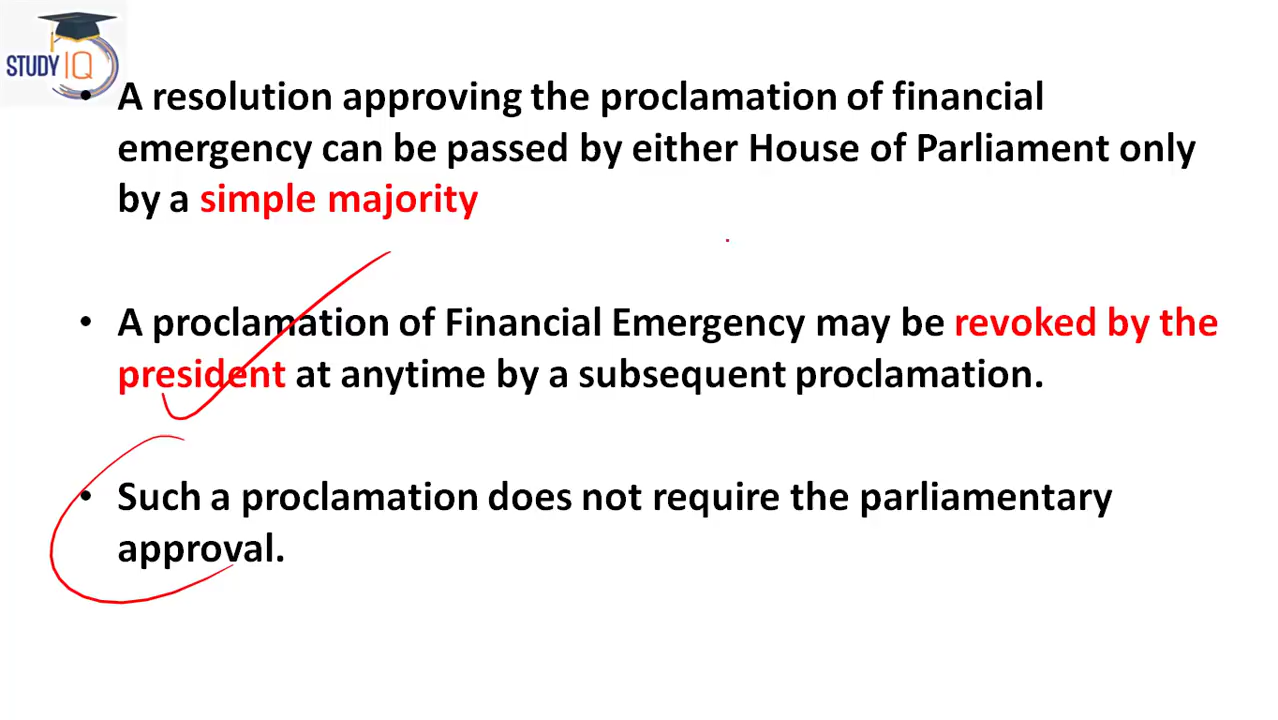 STUDY IQ
• A resolution approving the proclamation of financial
emergency can be passed by either House of Parliament only
by a simple majority
• A proclamation of Financial Emergency may be revoked by the
president at anytime by a subsequent proclamation.
• Such a proclamation does not require the parliamentary
approval.